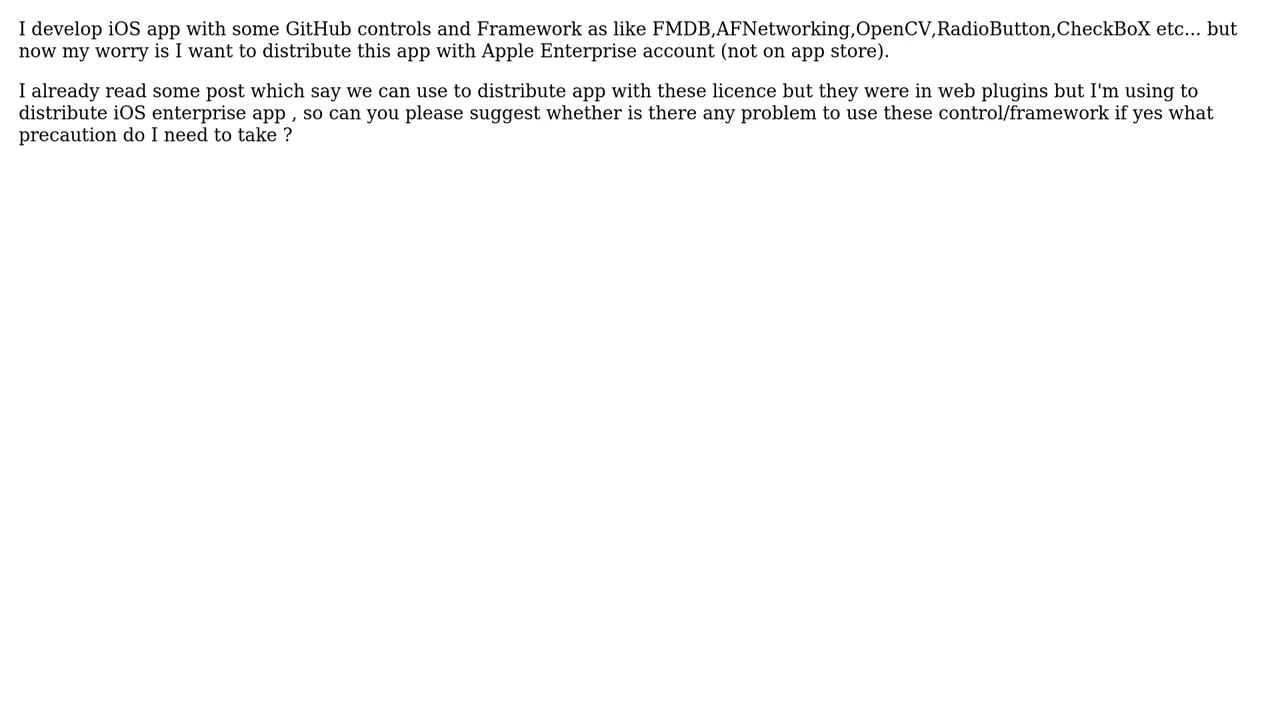 I develop iOS app with some GitHub controls and Framework as like FMDB,AFNetworking,OpenCV,RadioButton,CheckBoX etc... but
now my worry is I want to distribute this app with Apple Enterprise account (not on app store).
I already read some post which say we can use to distribute app with these licence but they were in web plugins but I'm using to
distribute iOS enterprise app , so can you please suggest whether is there any problem to use these control/framework if yes what
precaution do I need to take ?